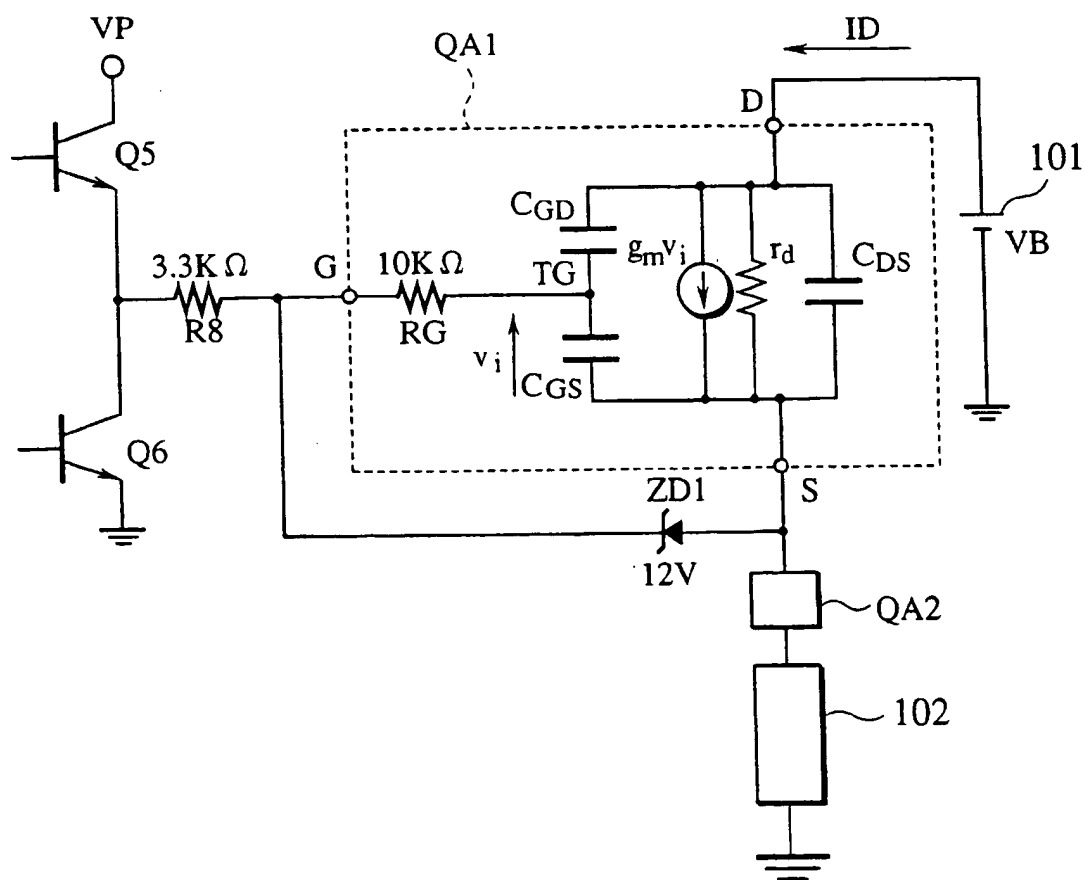 VP
QA1
ID
D
Q5
101
CGD
gmvi
rd
VB
3.3KΩ
G
10KΩ
TG
CDS
R8
RG
vi
CGS
Q6
ZD1
S
12V
QA2
102